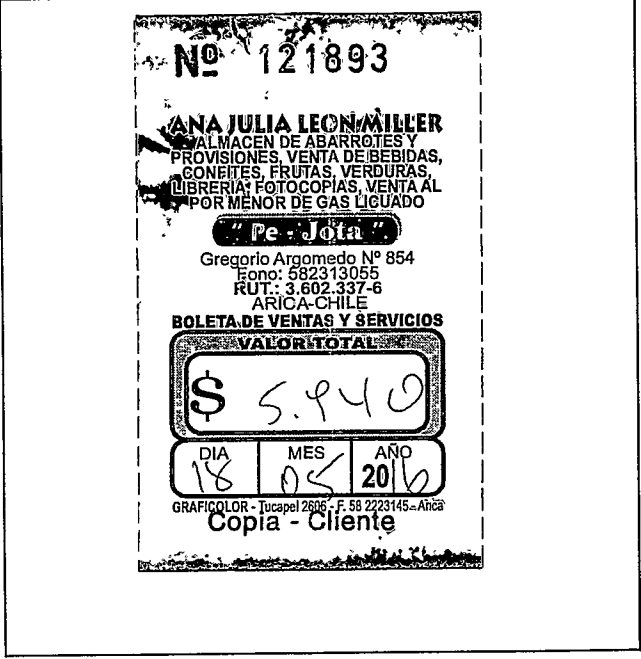 Nº 121893
ANA JULIA LEON MILLER
ALMACEN DE ABARROTES Y
PROVISIONES, VENTA DE BEBIDAS,
CONFITES, FRUTAS, VERDURAS,
LIBRERIA, FOTOCOPIAS, VENTA AL
POR MENOR DE GAS LICUADO
" Pe - Jota "
Gregorio Argomedo Nº 854
Fono: 582313055
RUT.: 3.602.337-6
ARICA-CHILE
BOLETA DE VENTAS Y SERVICIOS
VALOR TOTAL
$ 5.940
DIA MES AÑO
18 05 2016
GRAFICOLOR - Tucapel 2606 - F. 58 2223145 - Arica
Copia - Cliente